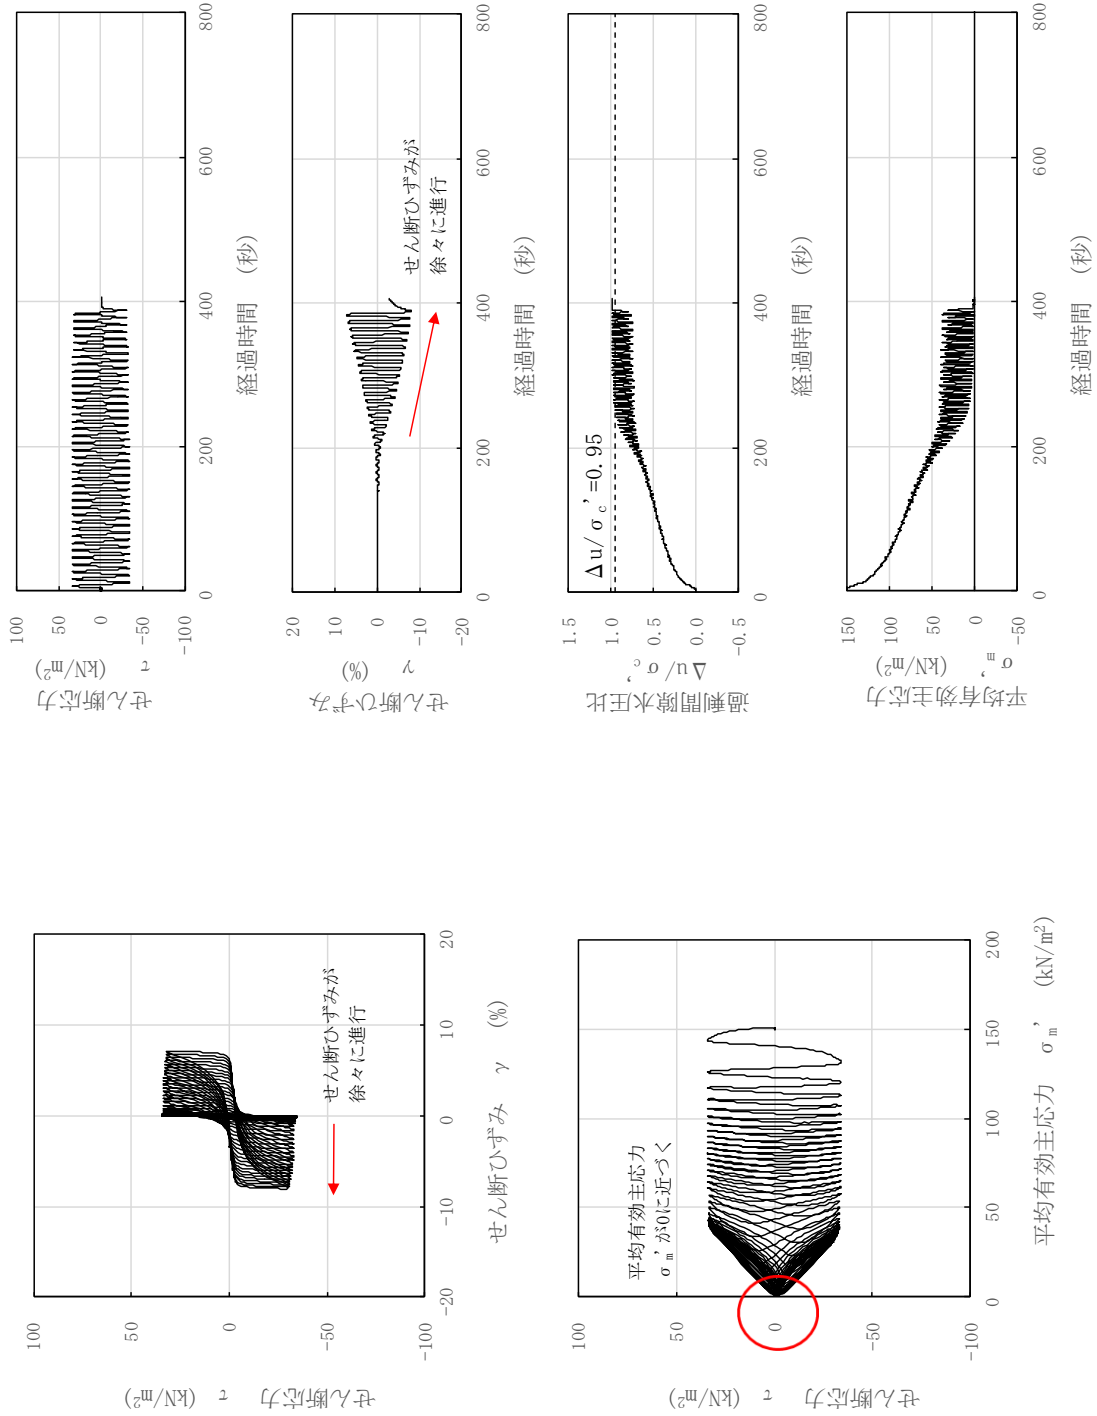 せん断応力 τ (kN/m²)
100
50
0
-50
-100
-20
-10
0
10
20
せん断ひずみ γ (%)
せん断ひずみが
徐々に進行
せん断応力 τ (kN/m²)
100
50
0
-50
-100
0
50
100
150
200
平均有効主応力 σm' (kN/m²)
平均有効主応力
σm'が0に近づく
せん断応力
τ (kN/m²)
100
50
0
-50
-100
0
200
400
600
800
経過時間 (秒)
せん断ひずみ
γ (%)
20
10
0
-10
-20
0
200
400
600
800
経過時間 (秒)
せん断ひずみが
徐々に進行
過剰間隙水圧比
Δu/σc'
1.5
1.0
0.5
0.0
-0.5
0
200
400
600
800
経過時間 (秒)
Δu/σc'=0.95
平均有効主応力
σm' (kN/m²)
150
100
50
0
-50
0
200
400
600
800
経過時間 (秒)